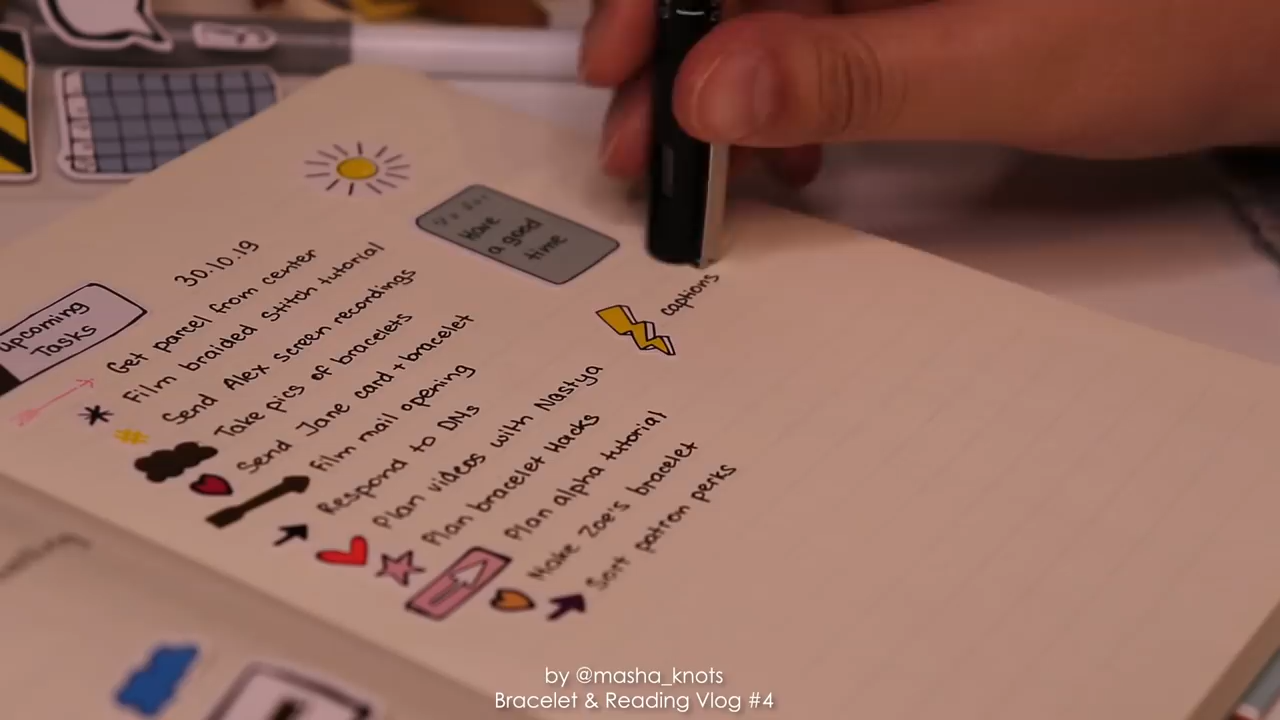 30.10.19
Upcoming
Tasks
Get parcel from center
Film braided stitch tutorial
Send Alex screen recordings
Take pics of bracelets
Send Jane card + bracelet
Film mail opening
Respond to DMs
Plan videos with Nastya
Plan bracelet Hacks
Plan alpha tutorial
Make Zoe's bracelet
Sort patron perks
Have
a good
time
captions
by @masha_knots
Bracelet & Reading Vlog #4